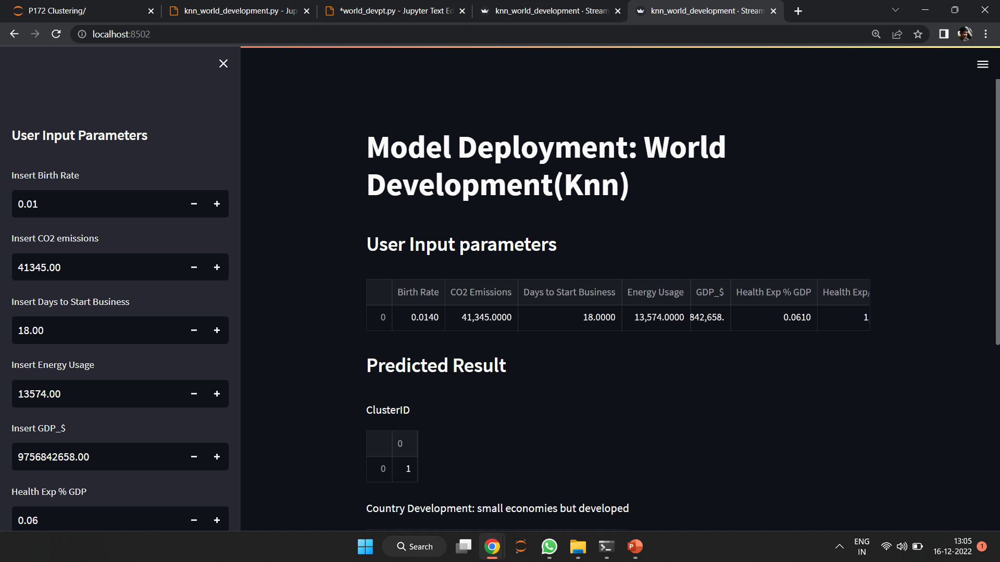 P172 Clustering/
knn_world_development.py - Jup
*world_devpt.py - Jupyter Text Ed
knn_world_development · Stream
knn_world_development · Stream
localhost:8502
User Input Parameters
Insert Birth Rate
0.01
Insert CO2 emissions
41345.00
Insert Days to Start Business
18.00
Insert Energy Usage
13574.00
Insert GDP_$
9756842658.00
Health Exp % GDP
0.06
Model Deployment: World
Development(Knn)
User Input parameters
Birth Rate CO2 Emissions Days to Start Business Energy Usage GDP_$ Health Exp % GDP Health Exp/
0 0.0140 41,345.0000 18.0000 13,574.0000 842,658. 0.0610 1,
Predicted Result
ClusterID
0
0 1
Country Development: small economies but developed
Search
ENG
IN
13:05
16-12-2022
1